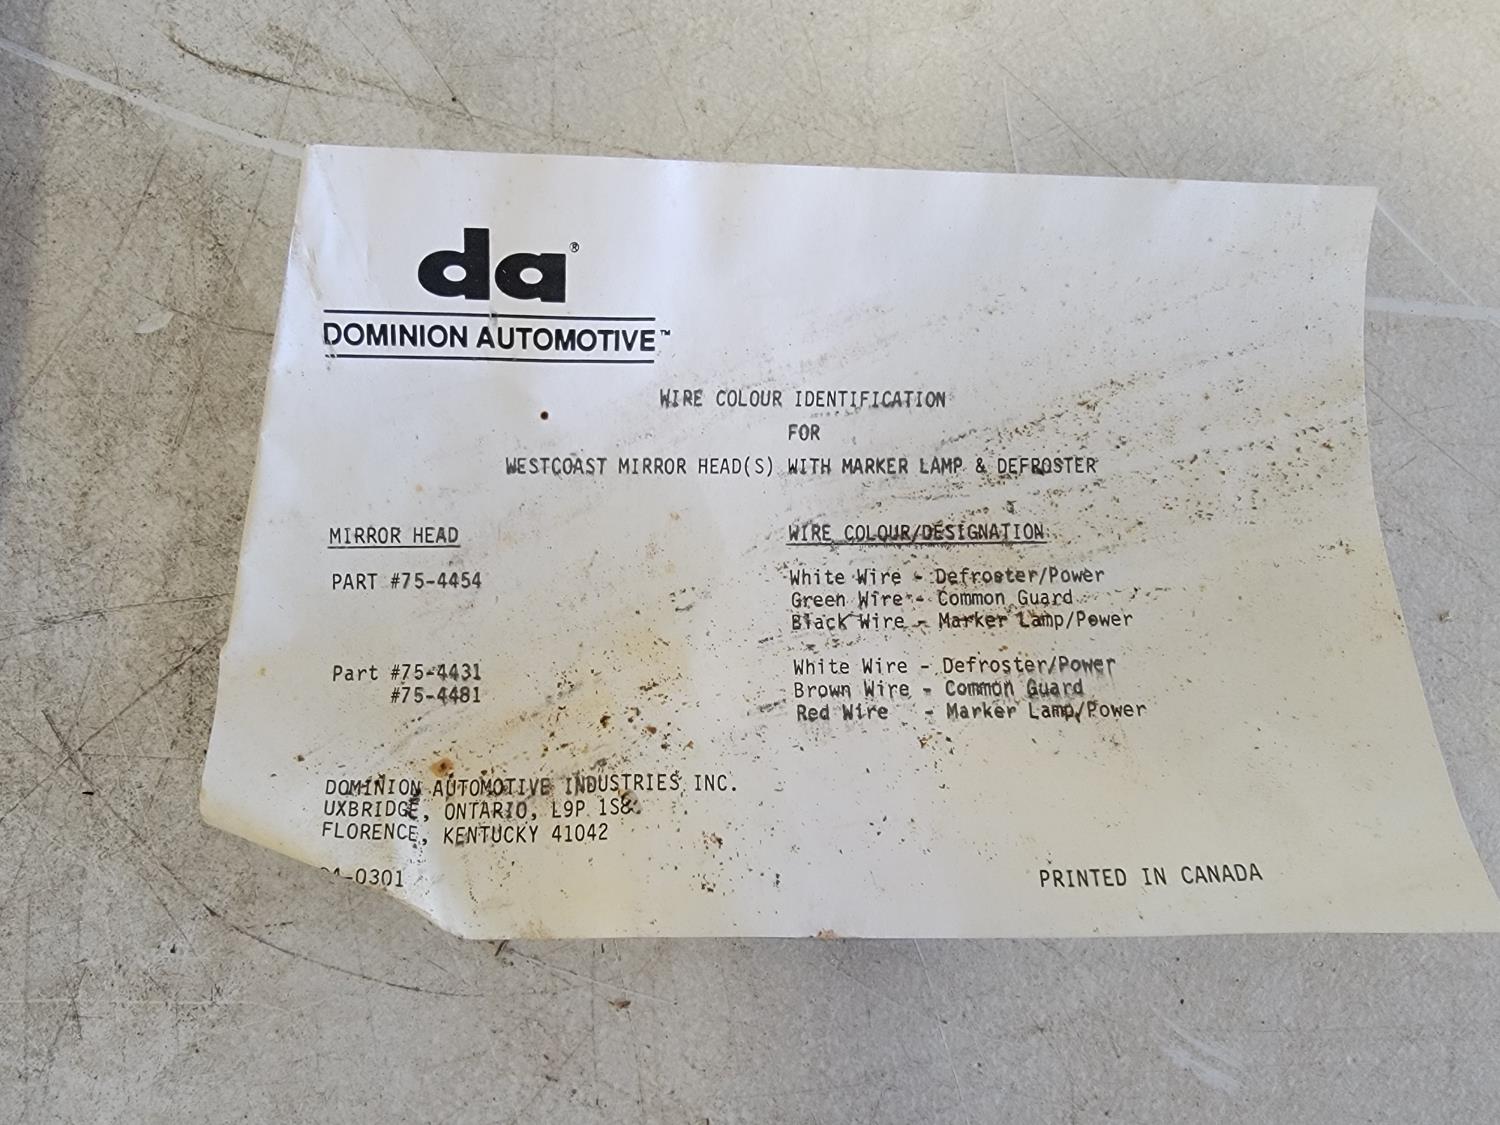 da®
DOMINION AUTOMOTIVE™
WIRE COLOUR IDENTIFICATION
FOR
WESTCOAST MIRROR HEAD(S) WITH MARKER LAMP & DEFROSTER
MIRROR HEAD WIRE COLOUR/DESIGNATION
PART #75-4454 White Wire - Defroster/Power
Green Wire - Common Guard
Black Wire - Marker Lamp/Power
Part #75-4431 White Wire - Defroster/Power
#75-4481 Brown Wire - Common Guard
Red Wire - Marker Lamp/Power
DOMINION AUTOMOTIVE INDUSTRIES INC.
UXBRIDGE, ONTARIO, L9P
FLORENCE, KENTUCKY 41042
-0301 PRINTED IN CANADA